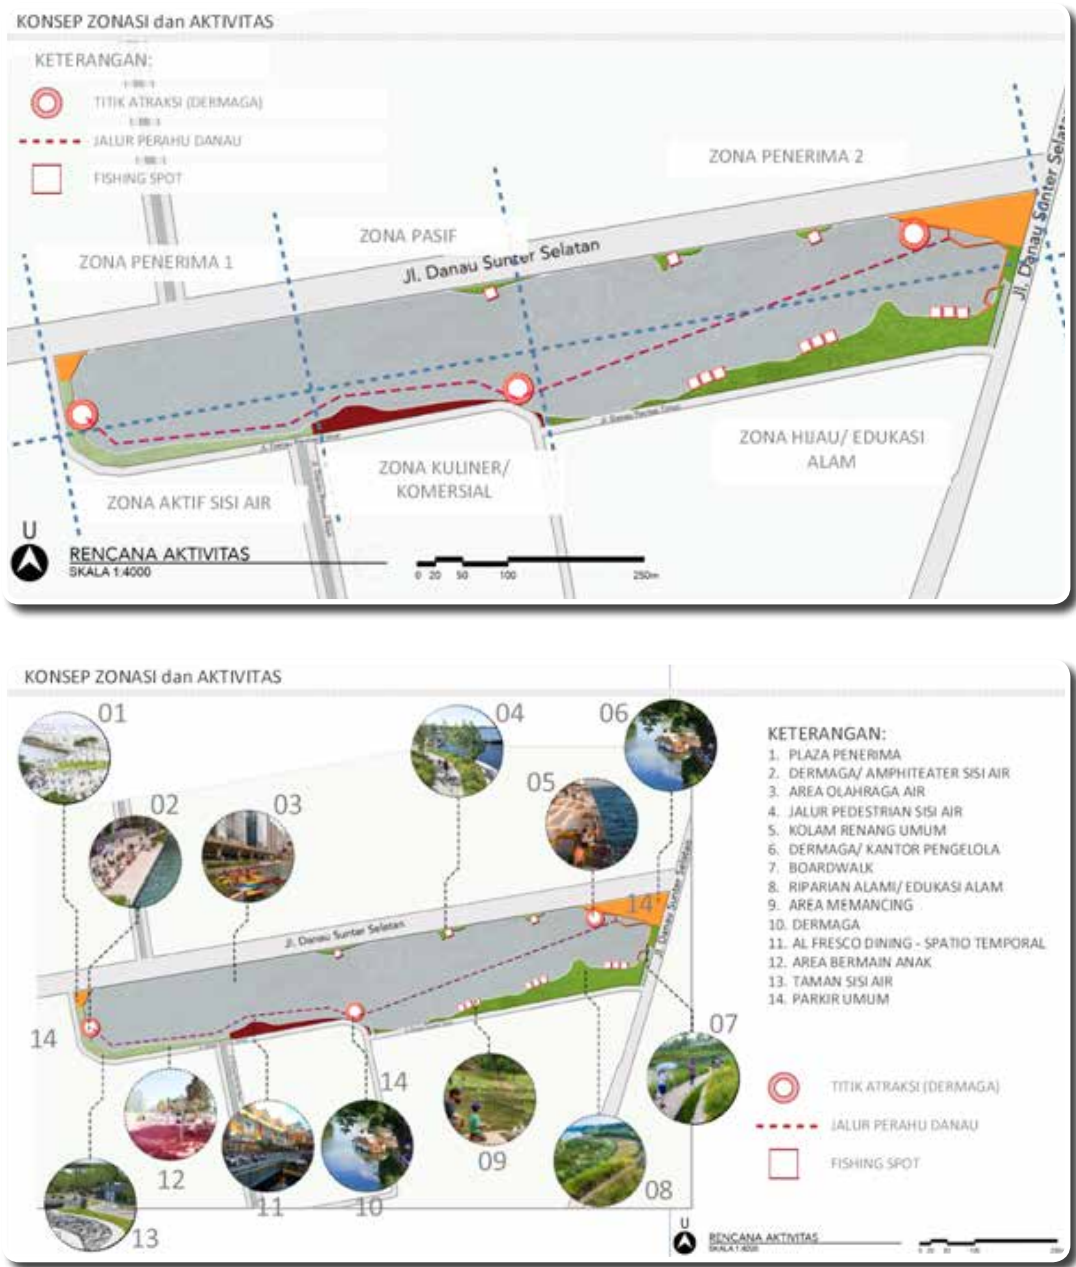 KONSEP ZONASI dan AKTIVITAS
KETERANGAN:
TITIK ATRAKSI (DERMAGA)
JALUR PERAHU DANAU
FISHING SPOT
ZONA PENERIMA 2
ZONA PASIF
ZONA PENERIMA 1
Jl. Danau Sunter Selatan
Jl. Danau Sunter Selatan
ZONA HIJAU/ EDUKASI
ALAM
ZONA KULINER/
KOMERSIAL
ZONA AKTIF SISI AIR
U
RENCANA AKTIVITAS
SKALA 1:4000
0 20 50 100 250m
KONSEP ZONASI dan AKTIVITAS
01
02
03
04
05
06
Jl. Danau Sunter Selatan
Jl. Danau Sunter Selatan
14
14
14
07
08
09
10
11
12
13
KETERANGAN:
1. PLAZA PENERIMA
2. DERMAGA/ AMPHITEATER SISI AIR
3. AREA OLAHRAGA AIR
4. JALUR PEDESTRIAN SISI AIR
5. KOLAM RENANG UMUM
6. DERMAGA/ KANTOR PENGELOLA
7. BOARDWALK
8. RIPARIAN ALAMI/ EDUKASI ALAM
9. AREA MEMANCING
10. DERMAGA
11. AL FRESCO DINING - SPATIO TEMPORAL
12. AREA BERMAIN ANAK
13. TAMAN SISI AIR
14. PARKIR UMUM
TITIK ATRAKSI (DERMAGA)
JALUR PERAHU DANAU
FISHING SPOT
U
RENCANA AKTIVITAS
SKALA 1:4000